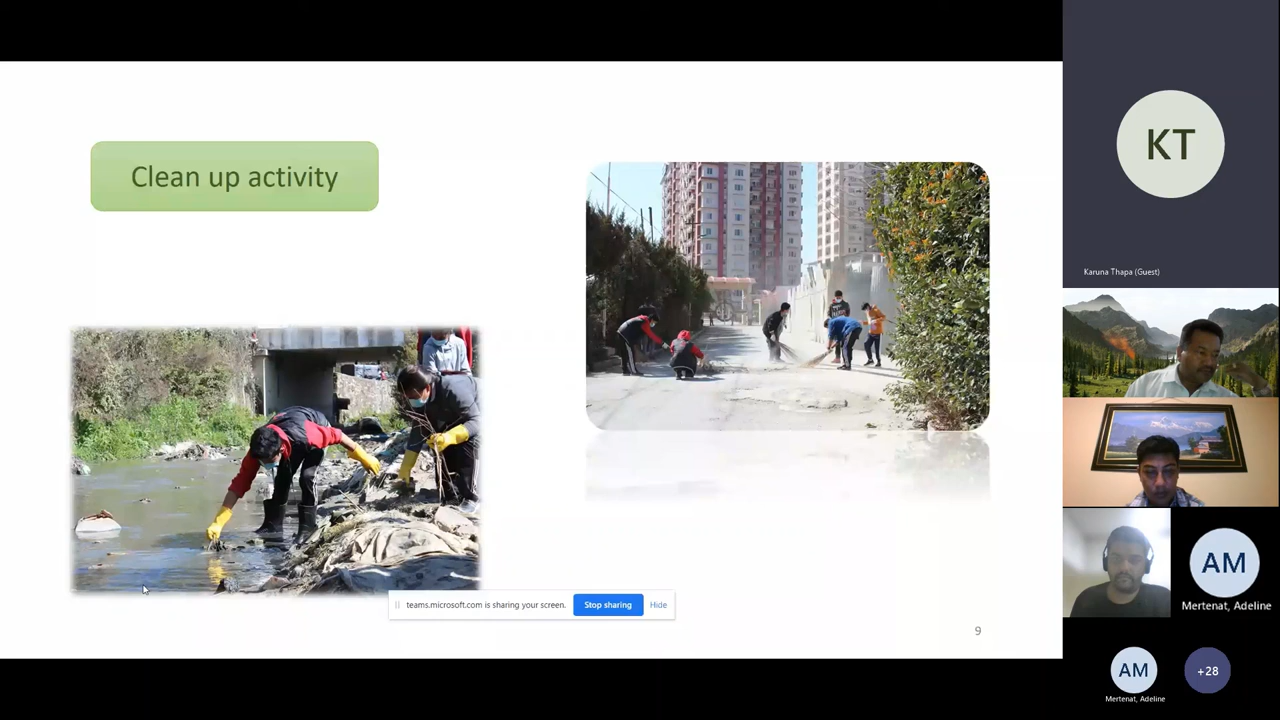 Clean up activity
teams.microsoft.com is sharing your screen.
Stop sharing
Hide
9
KT
Karuna Thapa (Guest)
AM
Mertenat, Adeline
AM
Mertenat, Adeline
+28